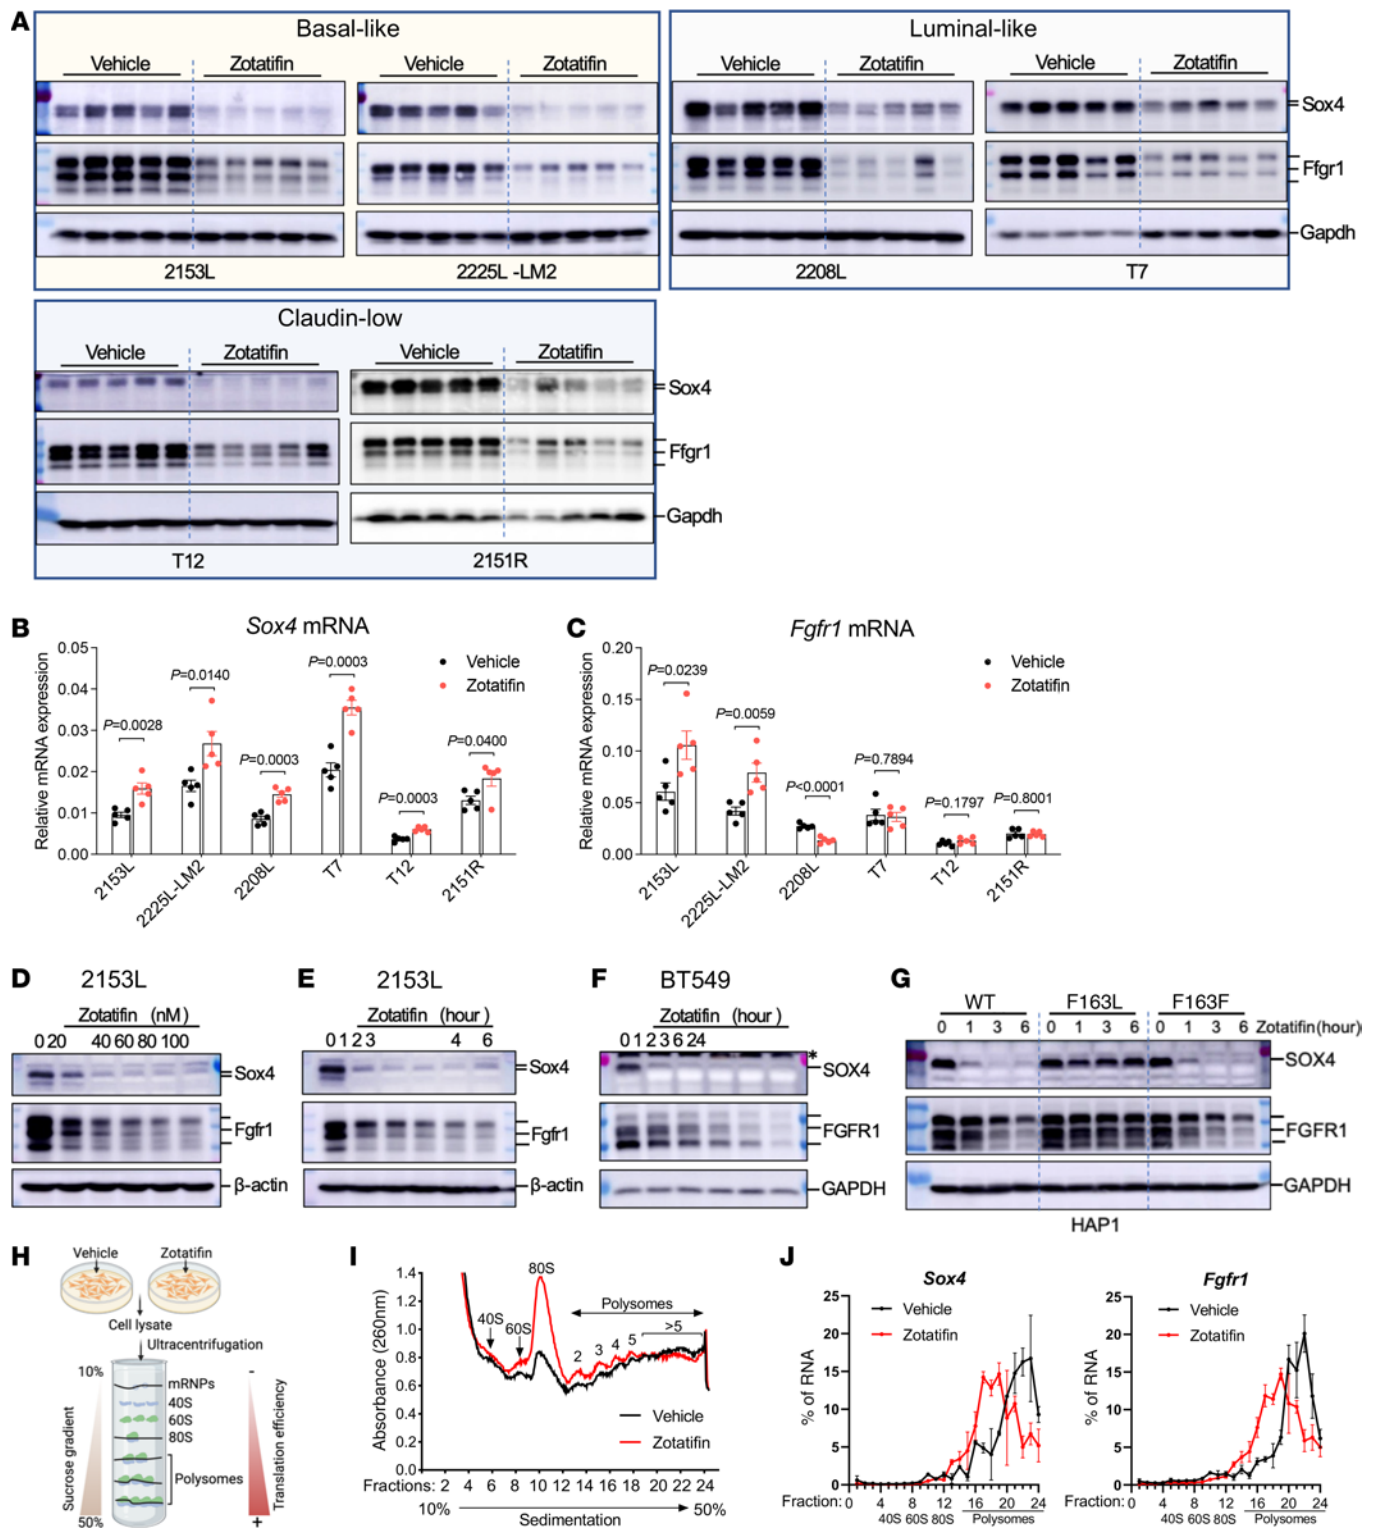 A
Basal-like
Vehicle Zotatifin Vehicle Zotatifin
2153L 2225L -LM2
Luminal-like
Vehicle Zotatifin Vehicle Zotatifin
Sox4
Ffgr1
Gapdh
2208L T7
Claudin-low
Vehicle Zotatifin Vehicle Zotatifin
Sox4
Ffgr1
Gapdh
T12 2151R
B
Sox4 mRNA
Relative mRNA expression
0.05
0.04
0.03
0.02
0.01
0.00
P=0.0028
P=0.0140
P=0.0003
P=0.0003
P=0.0003
P=0.0400
Vehicle
Zotatifin
2153L
2225L-LM2
2208L
T7
T12
2151R
C
Fgfr1 mRNA
Relative mRNA expression
0.20
0.15
0.10
0.05
0.00
P=0.0239
P=0.0059
P<0.0001
P=0.7894
P=0.1797
P=0.8001
Vehicle
Zotatifin
2153L
2225L-LM2
2208L
T7
T12
2151R
D 2153L
Zotatifin (nM)
0 20 40 60 80 100
Sox4
Fgfr1
β-actin
E 2153L
Zotatifin (hour)
0 1 2 3 4 6
Sox4
Fgfr1
β-actin
F BT549
Zotatifin (hour)
0 1 2 3 6 24
*
SOX4
FGFR1
GAPDH
G
WT F163L F163F
0 1 3 6 0 1 3 6 0 1 3 6 Zotatifin(hour)
SOX4
FGFR1
GAPDH
HAP1
H
Vehicle Zotatifin
Cell lysate
Ultracentrifugation
10%
Sucrose gradient
50%
mRNPs
40S
60S
80S
Polysomes
-
Translation efficiency
+
I
Absorbance (260nm)
1.4
1.2
1.0
0.8
0.6
0.4
0.2
0.0
40S
60S
80S
Polysomes
2 3 4 5 >5
Vehicle
Zotatifin
Fractions: 2 4 6 8 10 12 14 16 18 20 22 24
10% Sedimentation 50%
J
Sox4
% of RNA
25
20
15
10
5
0
Vehicle
Zotatifin
Fraction: 0 4 8 12 16 20 24
40S 60S 80S Polysomes
Fgfr1
% of RNA
25
20
15
10
5
0
Vehicle
Zotatifin
Fraction: 0 4 8 12 16 20 24
40S 60S 80S Polysomes